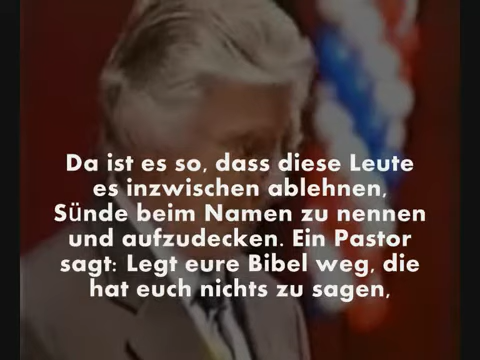 Da ist es so, dass diese Leute
es inzwischen ablehnen,
Sünde beim Namen zu nennen
und aufzudecken. Ein Pastor
sagt: Legt eure Bibel weg, die
hat euch nichts zu sagen,